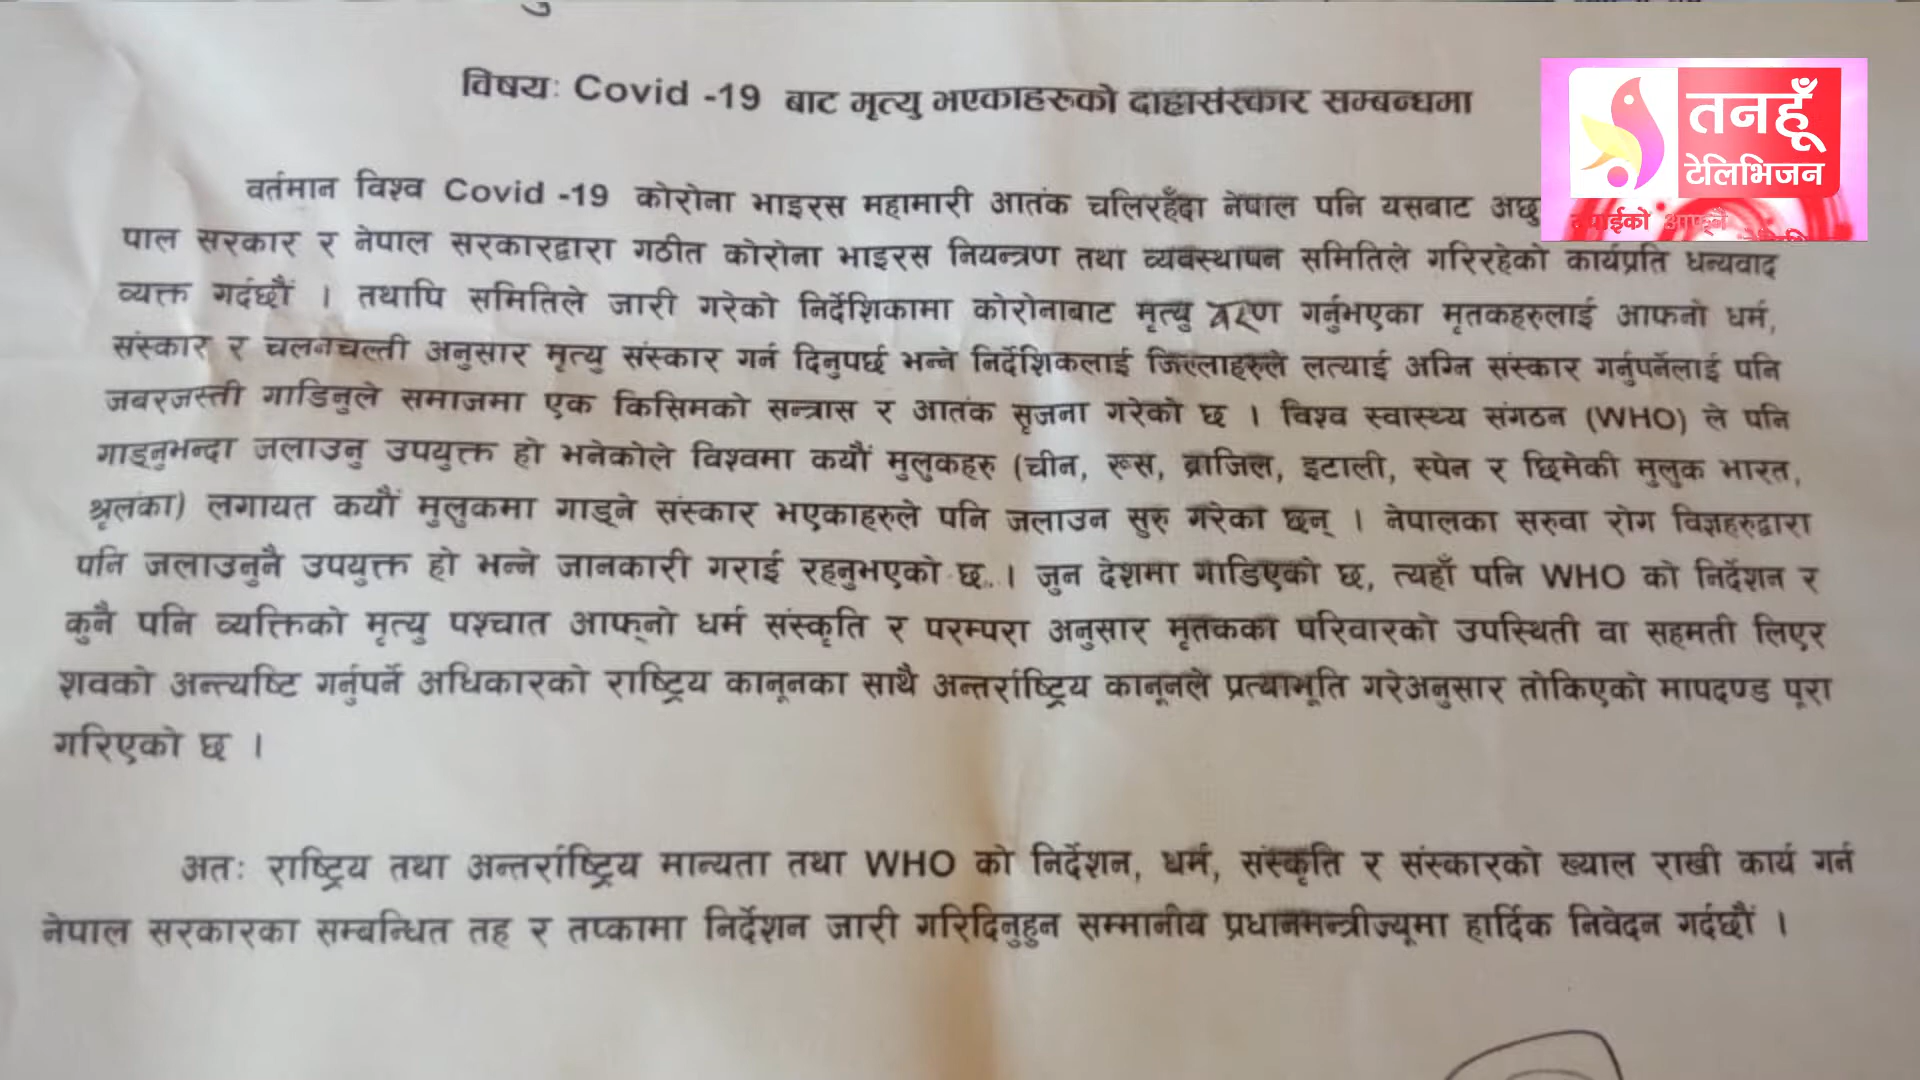 विषयः Covid -19 बाट मृत्यु भएकाहरुको दाहासंस्कार सम्बन्धमा
तनहूँ
टेलिभिजन
वर्तमान विश्व Covid -19 कोरोना भाइरस महामारी आतंक चलिरहँदा नेपाल पनि यसबाट
पाल सरकार र नेपाल सरकारद्वारा गठीत कोरोना भाइरस नियन्त्रण तथा व्यवस्थापन समितिले गरिरहेको कार्यप्रति धन्यवाद
व्यक्त गर्दछौं । तथापि समितिले जारी गरेको निर्देशिकामा कोरोनाबाट मृत्यु वरण गर्नुभएका मृतकहरुलाई आफनो धर्म,
संस्कार र चलनचल्ती अनुसार मृत्यु संस्कार गर्न दिनुपर्छ भन्ने निर्देशिकलाई जिल्लाहरुले लत्याई अग्नि संस्कार गर्नुपर्नेलाई पनि
जबरजस्ती गाडिनुले समाजमा एक किसिमको सन्त्रास र आतंक सृजना गरेको छ । विश्व स्वास्थ्य संगठन (WHO) ले पनि
गाड्नुभन्दा जलाउनु उपयुक्त हो भनेकोले विश्वमा कयौं मुलुकहरु (चीन, रूस, ब्राजिल, इटाली, स्पेन र छिमेकी मुलुक भारत,
श्रृलंका) लगायत कयौं मुलुकमा गाड्ने संस्कार भएकाहरुले पनि जलाउन सुरु गरेका छन् । नेपालका सरुवा रोग विज्ञहरुद्वारा
पनि जलाउनुनै उपयुक्त हो भन्ने जानकारी गराई रहनुभएको छ.. । जुन देशमा गाडिएको छ, त्यहाँ पनि WHO को निर्देशन र
कुनै पनि व्यक्तिको मृत्यु पश्चात आफ्नो धर्म संस्कृति र परम्परा अनुसार मृतकका परिवारको उपस्थिती वा सहमती लिएर
शवको अन्त्यष्टि गर्नुपर्ने अधिकारको राष्ट्रिय कानूनका साथै अन्तर्राष्ट्रिय कानूनले प्रत्याभूति गरेअनुसार तोकिएको मापदण्ड पूरा
गरिएको छ ।
अतः राष्ट्रिय तथा अन्तर्राष्ट्रिय मान्यता तथा WHO को निर्देशन, धर्म, संस्कृति र संस्कारको ख्याल राखी कार्य गर्न
नेपाल सरकारका सम्बन्धित तह र तप्कामा निर्देशन जारी गरिदिनुहुन सम्मानीय प्रधानमन्त्रीज्यूमा हार्दिक निवेदन गर्दछौं ।